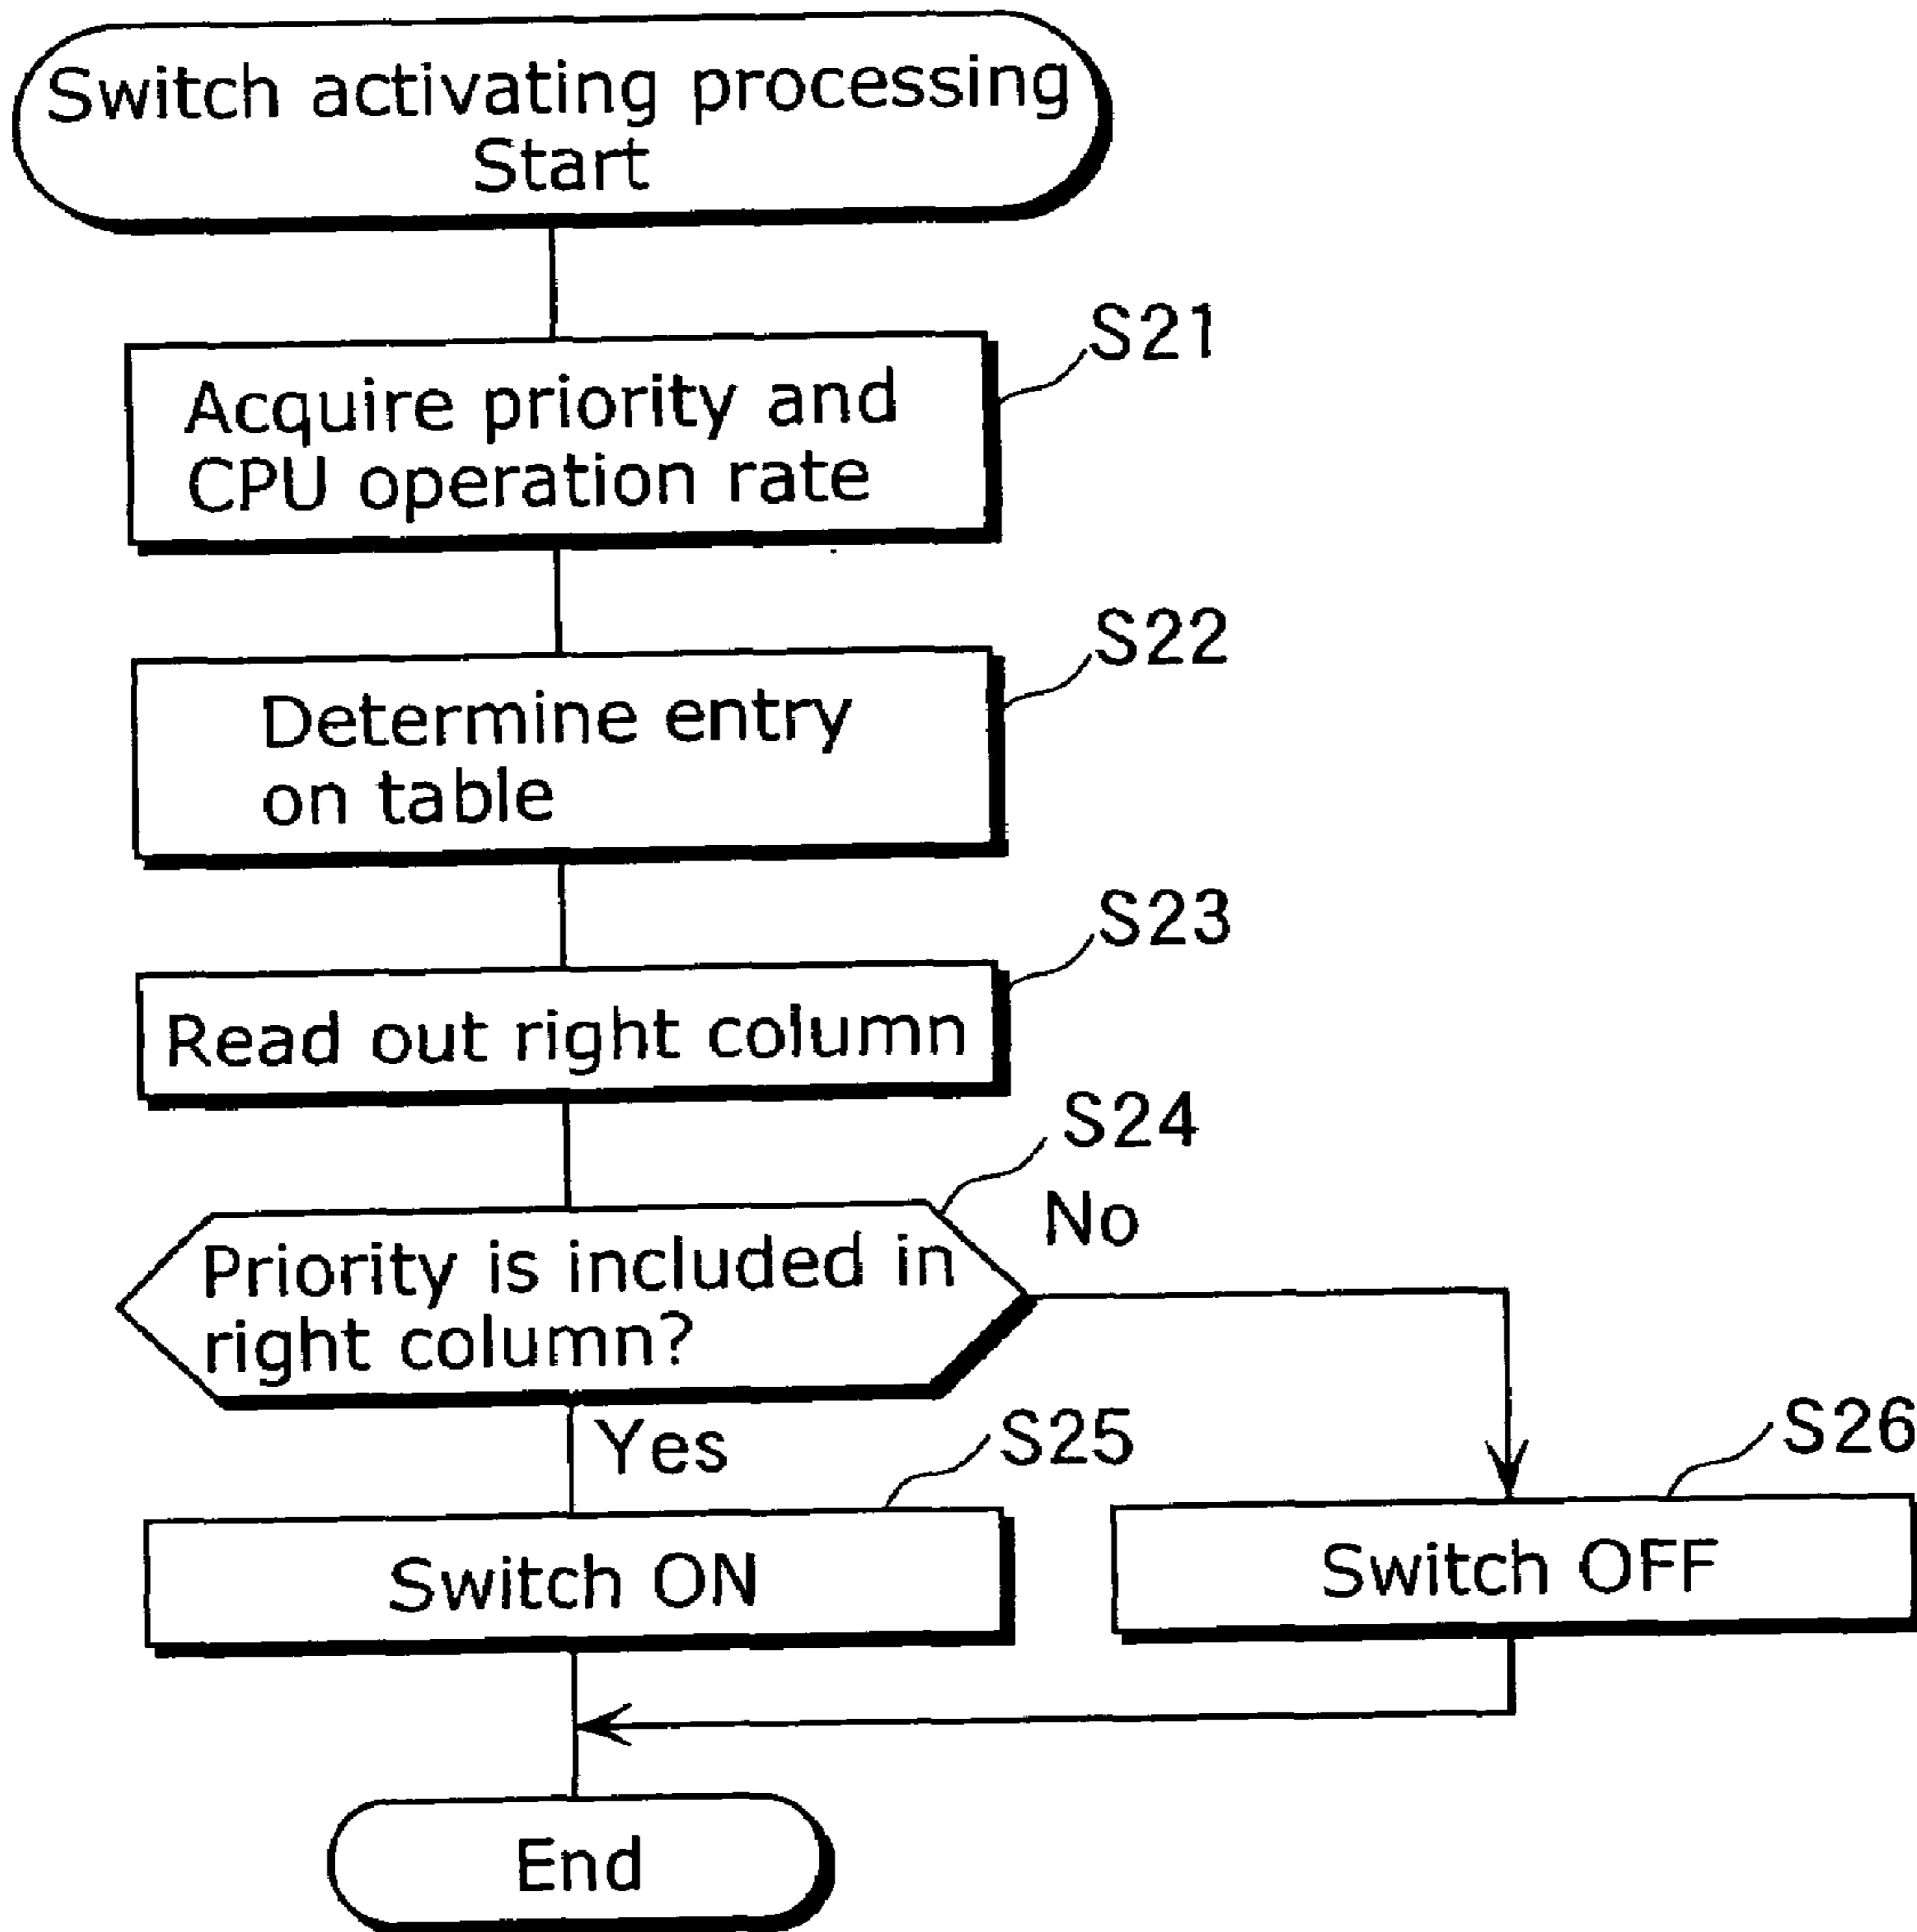 Switch activating processing
Start
S21
Acquire priority and
CPU operation rate
S22
Determine entry
on table
S23
Read out right column
S24
No
Priority is included in
right column?
Yes
S25
S26
Switch ON
Switch OFF
End